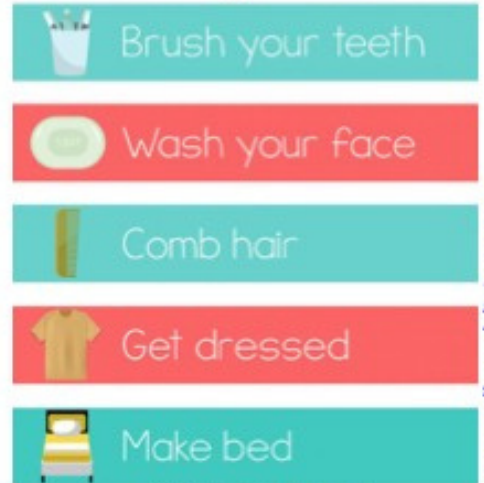 Brush your teeth
Wash your face
Comb hair
Get dressed
Make bed